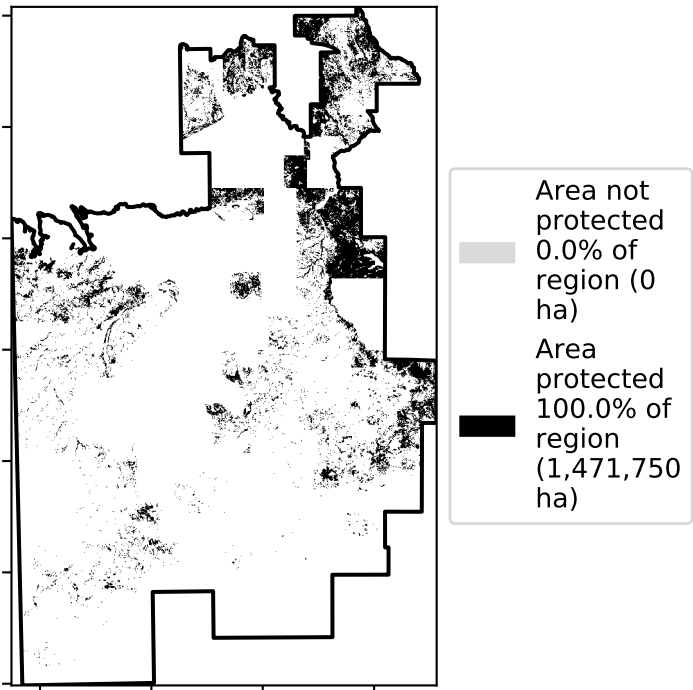 Area not
protected
0.0% of
region (0
ha)
Area
protected
100.0% of
region
(1,471,750
ha)